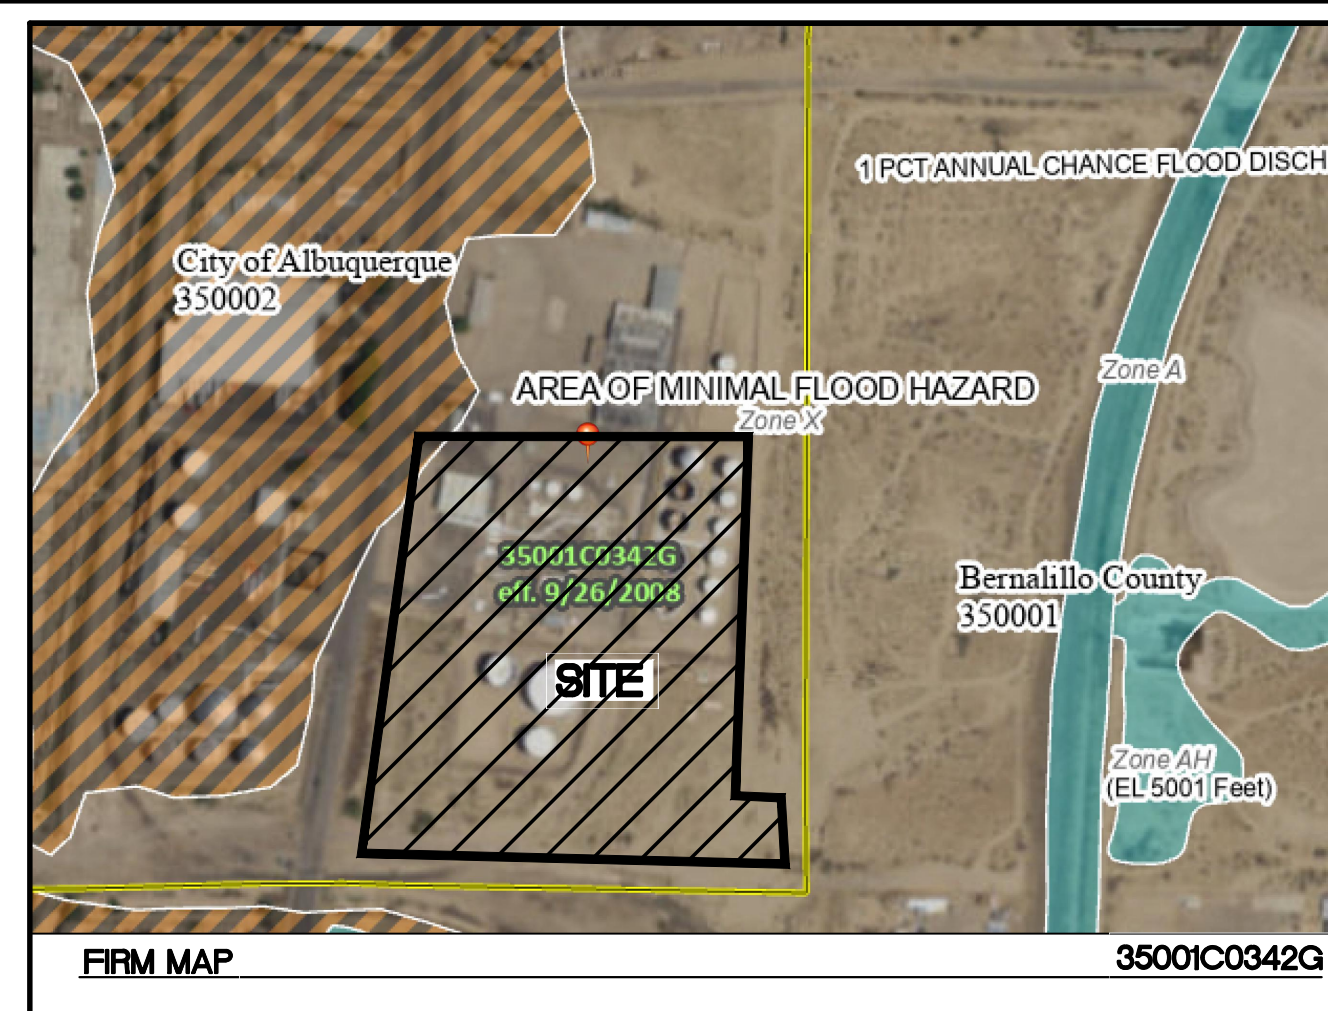 1 PCT ANNUAL CHANCE FLOOD DISCH
City of Albuquerque
350002
Zone A
AREA OF MINIMAL FLOOD HAZARD
Zone X
35001C0342G
eff. 9/26/2008
Bernalillo County
350001
SITE
Zone AH
(EL 5001 Feet)
FIRM MAP
35001C0342G